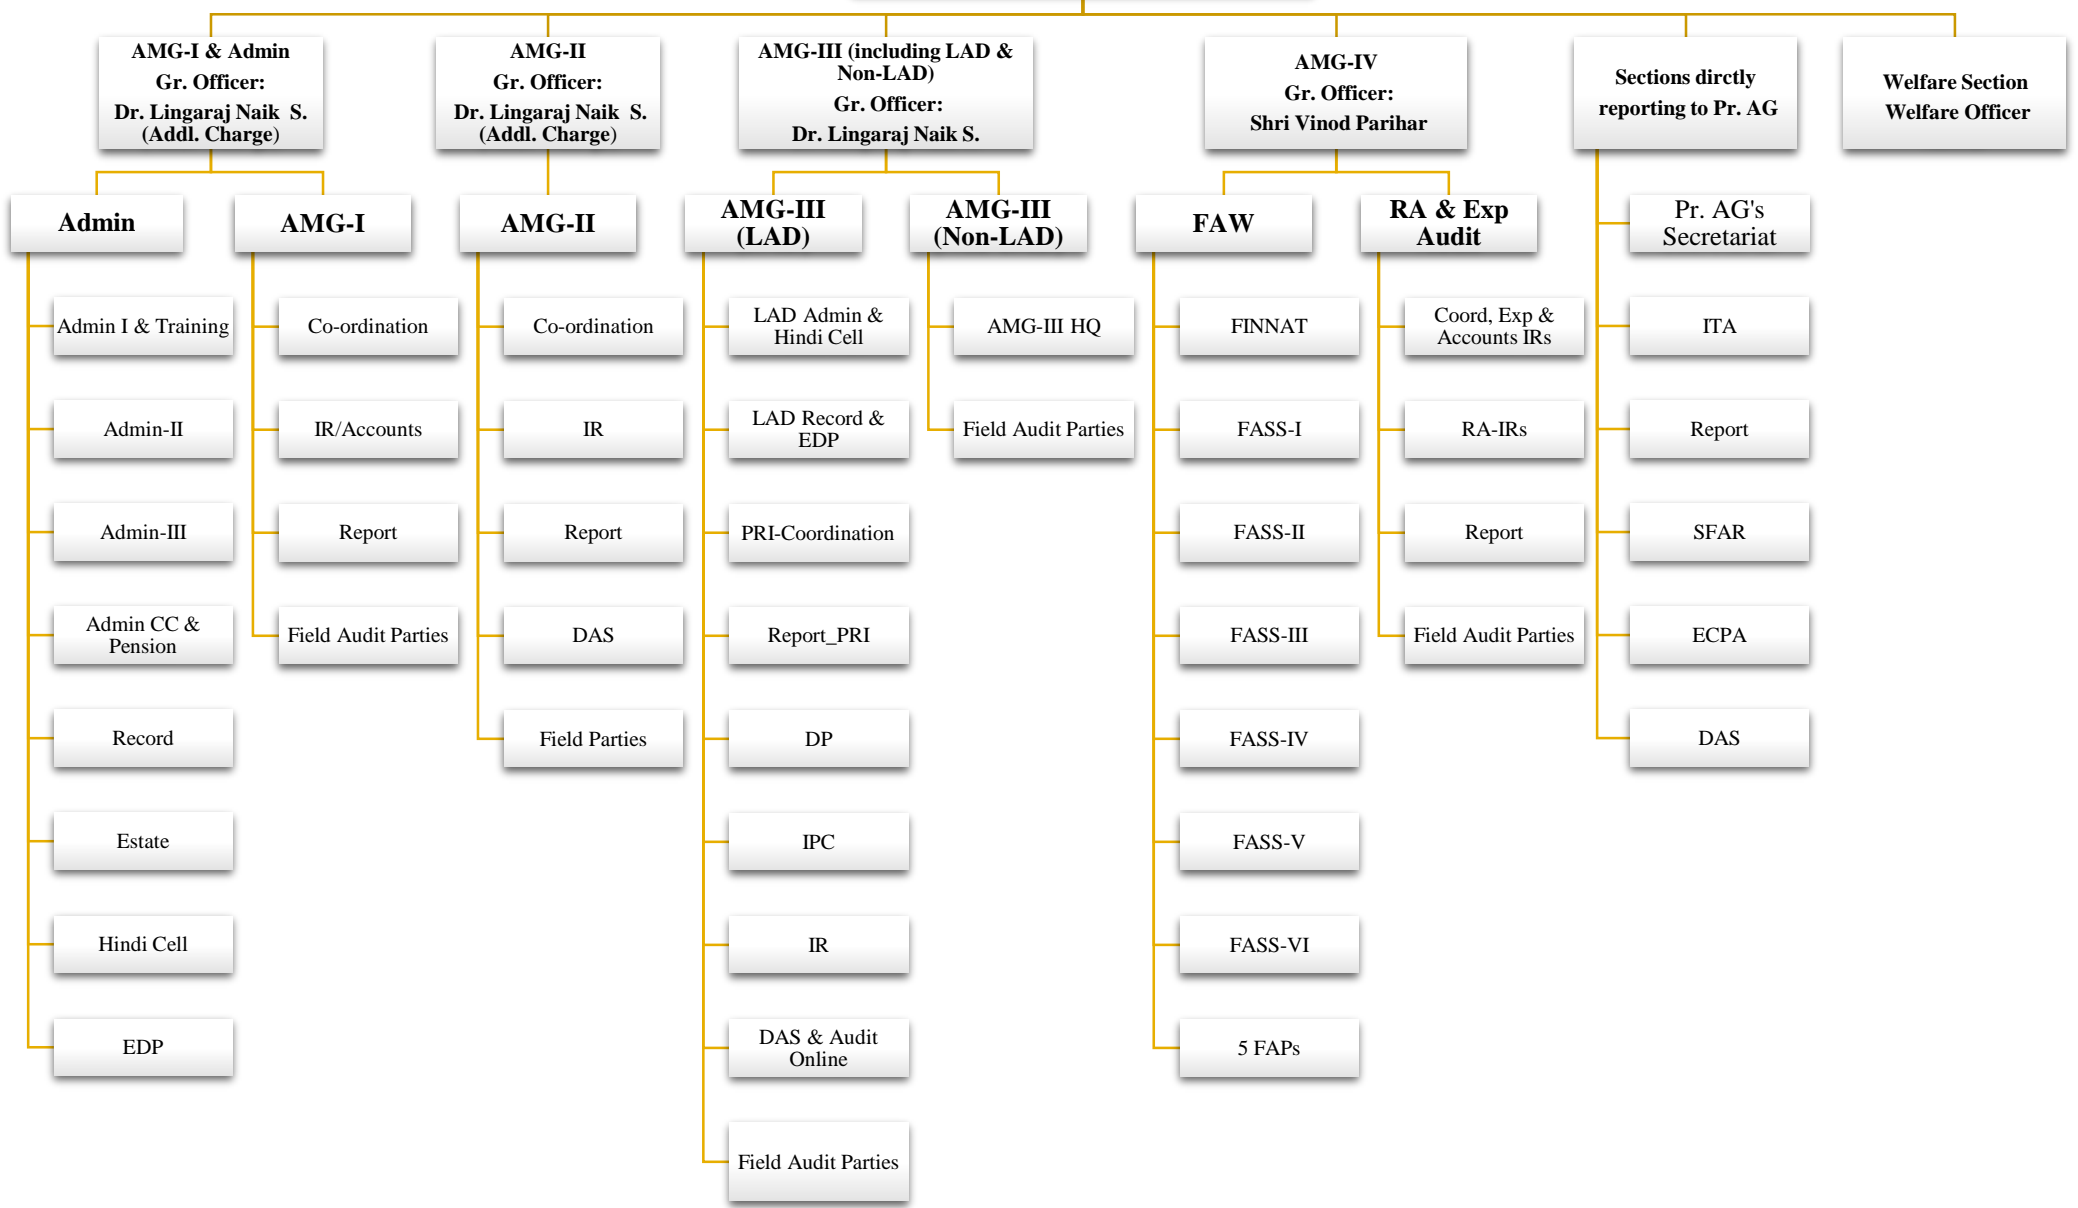 AMG-I & Admin
Gr. Officer:
Dr. Lingaraj Naik  S.
(Addl. Charge)
AMG-II
Gr. Officer:
Dr. Lingaraj Naik  S.
(Addl. Charge)
AMG-III (including LAD &
Non-LAD)
Gr. Officer:
Dr. Lingaraj Naik S.
AMG-IV
Gr. Officer:
Shri Vinod Parihar
Sections dirctly
reporting to Pr. AG
Welfare Section
Welfare Officer
Admin
Admin I & Training
Admin-II
Admin-III
Admin CC &
Pension
Record
Estate
Hindi Cell
EDP
AMG-I
Co-ordination
IR/Accounts
Report
Field Audit Parties
AMG-II
Co-ordination
IR
Report
DAS
Field Parties
AMG-III
(LAD)
LAD Admin &
Hindi Cell
LAD Record &
EDP
PRI-Coordination
Report_PRI
DP
IPC
IR
DAS & Audit
Online
Field Audit Parties
AMG-III
(Non-LAD)
AMG-III HQ
Field Audit Parties
FAW
FINNAT
FASS-I
FASS-II
FASS-III
FASS-IV
FASS-V
FASS-VI
5 FAPs
RA & Exp
Audit
Coord, Exp &
Accounts IRs
RA-IRs
Report
Field Audit Parties
Pr. AG's
Secretariat
ITA
Report
SFAR
ECPA
DAS